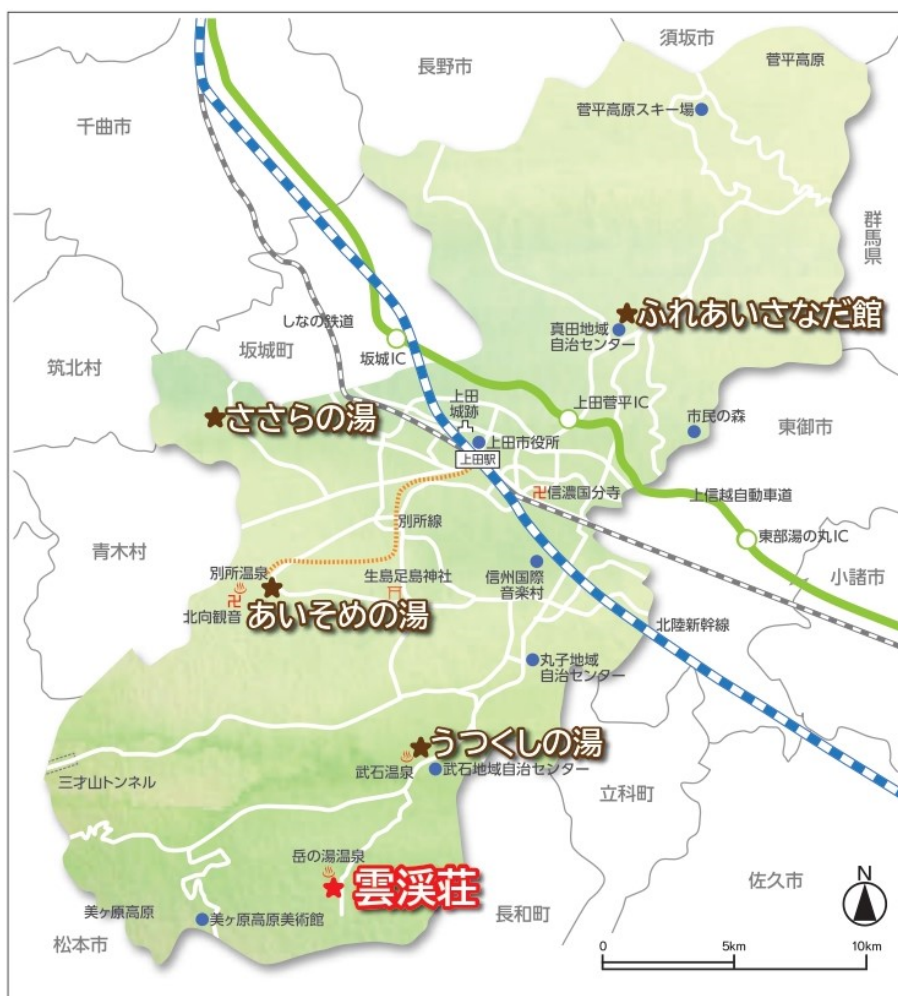 須坂市
菅平高原
長野市
菅平高原スキー場
千曲市
群馬県
ふれあいさなだ館
しなの鉄道
真田地域
自治センター
坂城町
坂城IC
筑北村
上田
城跡
上田菅平IC
ささらの湯
市民の森
東御市
上田市役所
上田駅
信濃国分寺
上信越自動車道
別所線
東部湯の丸IC
青木村
別所温泉
生島足島神社
信州国際
音楽村
小諸市
北向観音
あいそめの湯
北陸新幹線
丸子地域
自治センター
うつくしの湯
武石温泉
武石地域自治センター
三才山トンネル
立科町
岳の湯温泉
雲渓荘
佐久市
N
美ヶ原高原
美ヶ原高原美術館
長和町
松本市
0 5km 10km